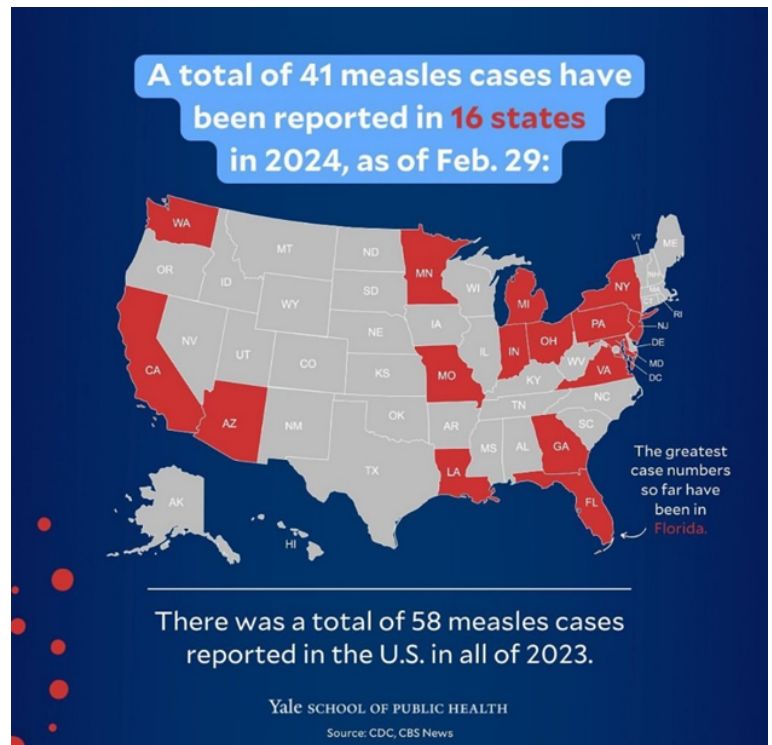 A total of 41 measles cases have
been reported in 16 states
in 2024, as of Feb. 29:
WA
MT
ND
MN
VT
ME
OR
ID
SD
WI
NH
WY
MI
NY
MA
CT
RI
NE
IA
PA
NJ
NV
UT
IL
IN
OH
DE
CA
CO
KS
MO
WV
VA
MD
KY
DC
AZ
NM
OK
TN
NC
AR
SC
MS
AL
GA
TX
LA
FL
AK
HI
The greatest
case numbers
so far have
been in
Florida.
There was a total of 58 measles cases
reported in the U.S. in all of 2023.
Yale SCHOOL OF PUBLIC HEALTH
Source: CDC, CBS News